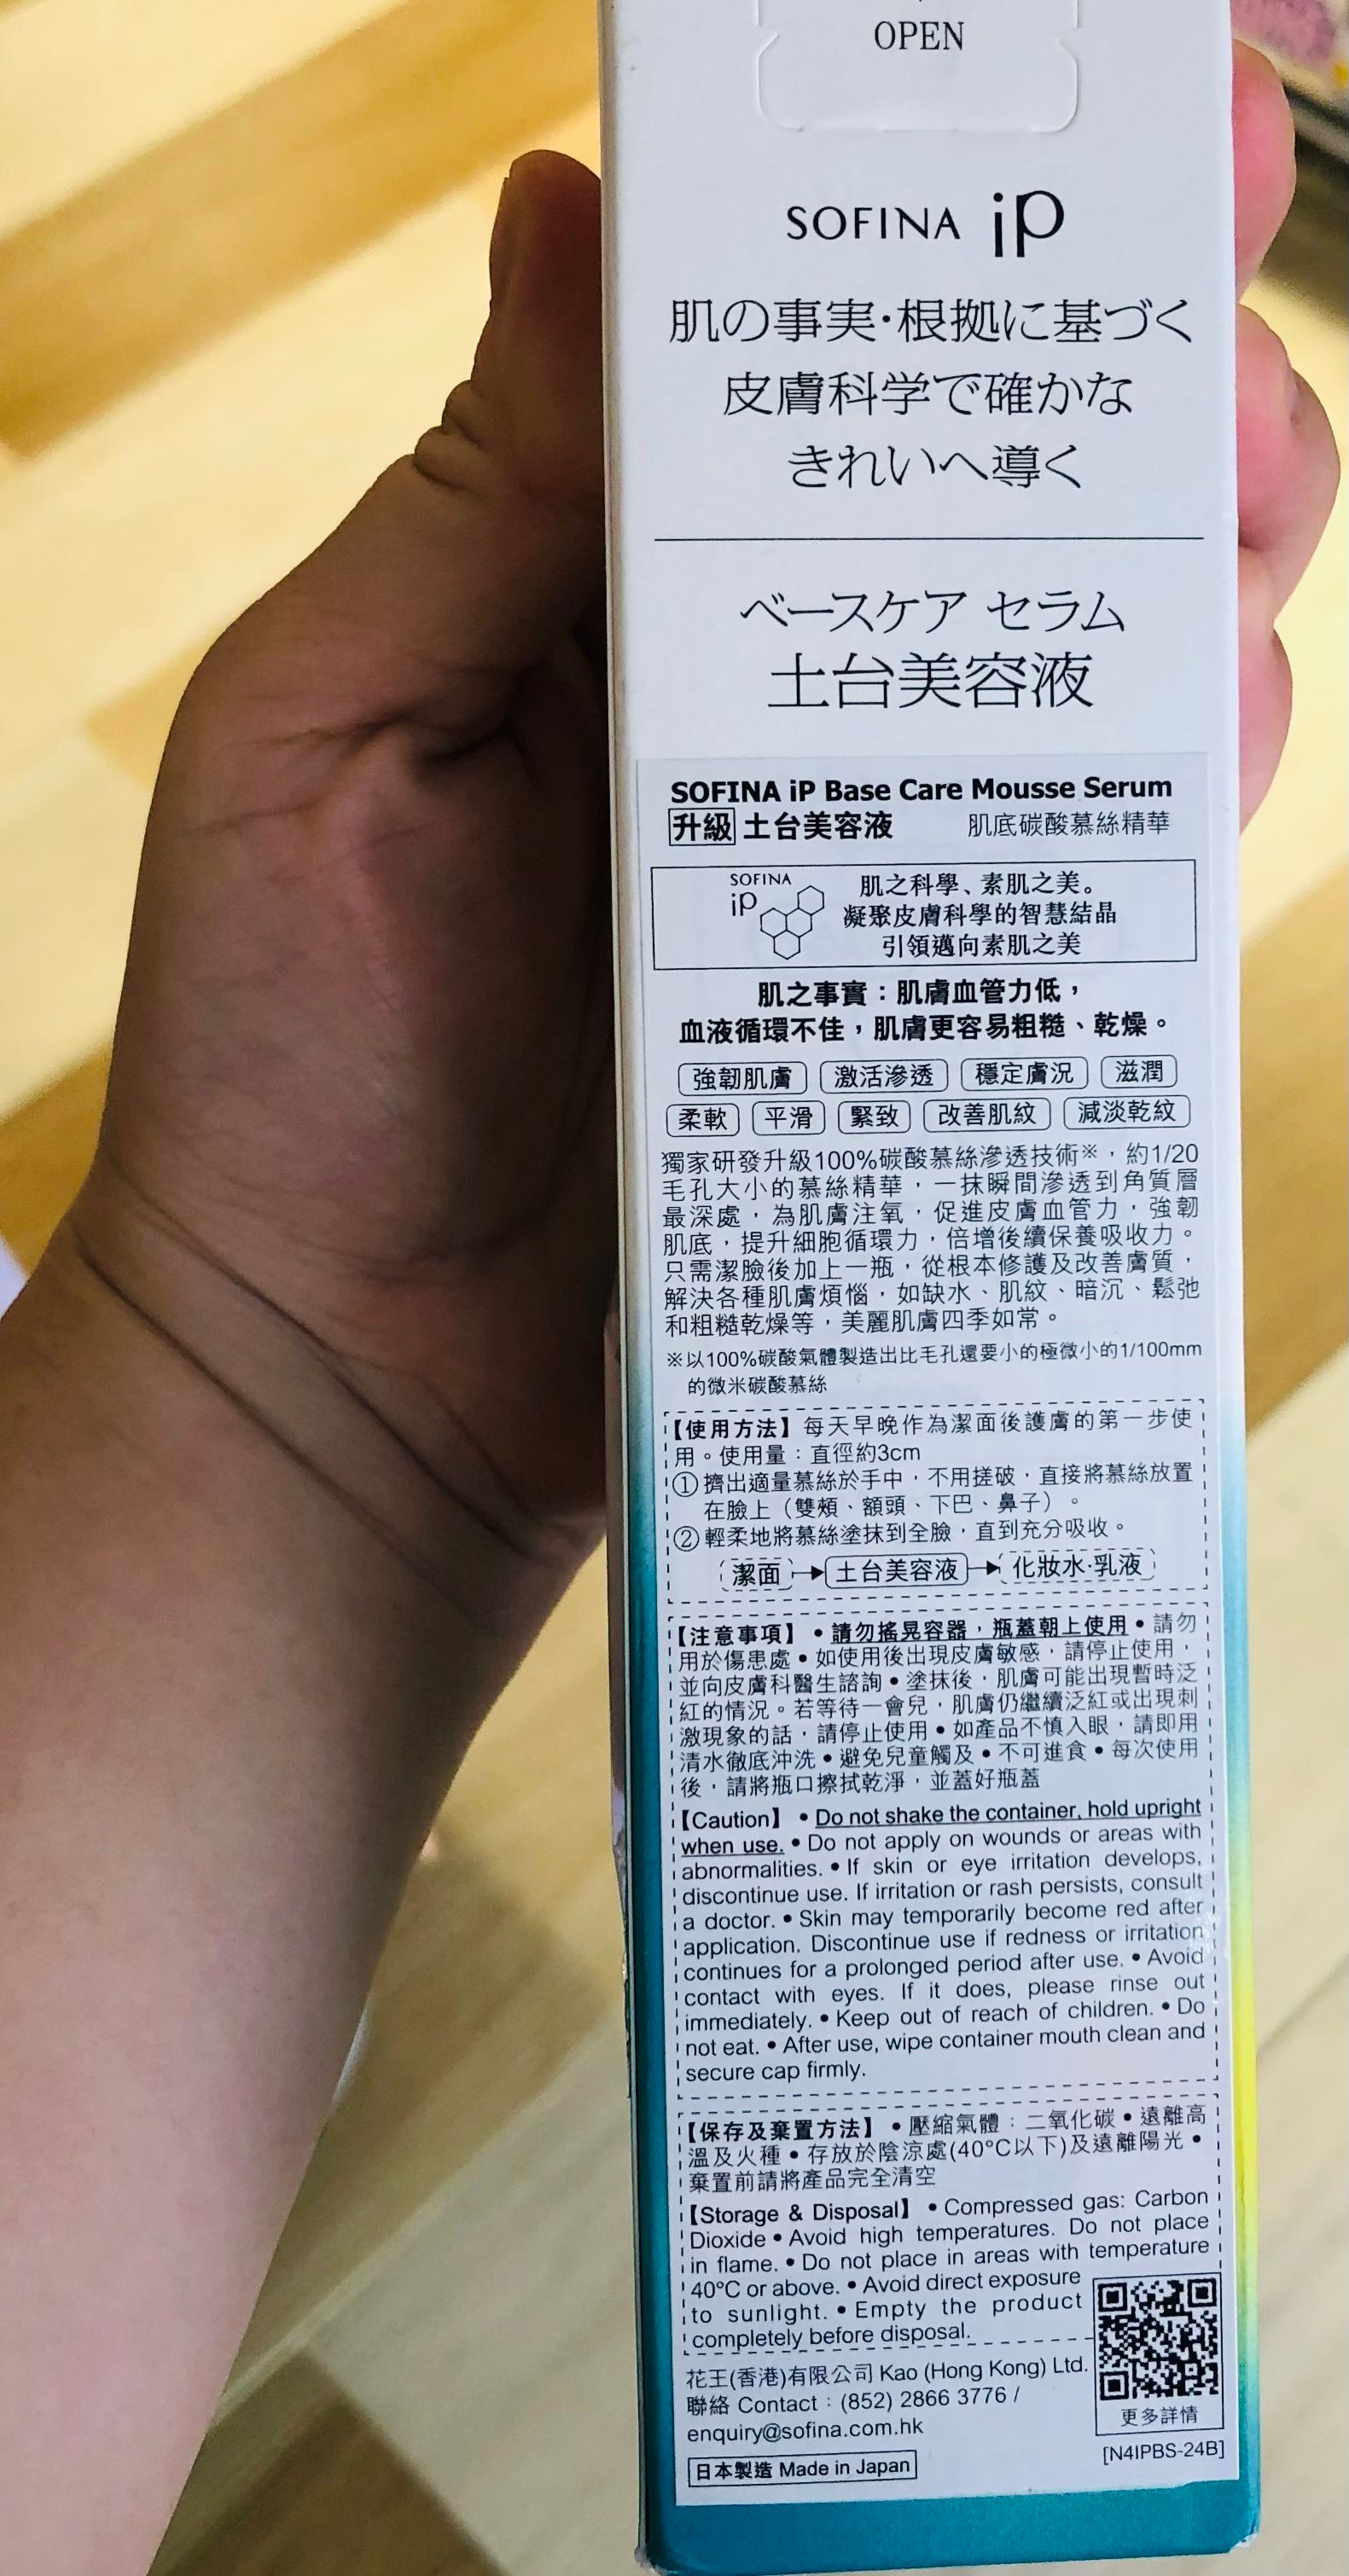 OPEN
SOFINA iP
肌の事実・根拠に基づく
皮膚科学で確かな
きれいへ導く
ベースケア セラム
土台美容液
SOFINA iP Base Care Mousse Serum
升級 土台美容液 肌底碳酸慕絲精華
SOFINA
iP
肌之科學、素肌之美。
凝聚皮膚科學的智慧結晶
引領邁向素肌之美
肌之事實：肌膚血管力低，
血液循環不佳，肌膚更容易粗糙、乾燥。
強韌肌膚 激活滲透 穩定膚況 滋潤
柔軟 平滑 緊致 改善肌紋 減淡乾紋
獨家研發升級100%碳酸慕絲滲透技術※，約1/20
毛孔大小的慕絲精華，一抹瞬間滲透到角質層
最深處，為肌膚注氧，促進皮膚血管力，強韌
肌底，提升細胞循環力，倍增後續保養吸收力。
只需潔臉後加上一瓶，從根本修護及改善膚質，
解決各種肌膚煩惱，如缺水、肌紋、暗沉、鬆弛
和粗糙乾燥等，美麗肌膚四季如常。
※以100%碳酸氣體製造出比毛孔還要小的極微小的1/100mm
的微米碳酸慕絲
【使用方法】每天早晚作為潔面後護膚的第一步使
用。使用量：直徑約3cm
①擠出適量慕絲於手中，不用搓破，直接將慕絲放置
在臉上（雙頰、額頭、下巴、鼻子）。
②輕柔地將慕絲塗抹到全臉，直到充分吸收。
潔面→土台美容液→化妝水·乳液
【注意事項】•請勿搖晃容器，瓶蓋朝上使用•請勿
用於傷患處•如使用後出現皮膚敏感，請停止使用，
並向皮膚科醫生諮詢•塗抹後，肌膚可能出現暫時泛
紅的情況。若等待一會兒，肌膚仍繼續泛紅或出現刺
激現象的話，請停止使用•如產品不慎入眼，請即用
清水徹底沖洗•避免兒童觸及•不可進食•每次使用
後，請將瓶口擦拭乾淨，並蓋好瓶蓋
【Caution】 • Do not shake the container, hold upright
when use. • Do not apply on wounds or areas with
abnormalities. • If skin or eye irritation develops,
discontinue use. If irritation or rash persists, consult
a doctor. • Skin may temporarily become red after
application. Discontinue use if redness or irritation
continues for a prolonged period after use. • Avoid
contact with eyes. If it does, please rinse out
immediately. • Keep out of reach of children. • Do
not eat. • After use, wipe container mouth clean and
secure cap firmly.
【保存及棄置方法】•壓縮氣體：二氧化碳•遠離高
溫及火種•存放於陰涼處(40°C以下)及遠離陽光•
棄置前請將產品完全清空
【Storage & Disposal】 • Compressed gas: Carbon
Dioxide • Avoid high temperatures. Do not place
in flame. • Do not place in areas with temperature
40°C or above. • Avoid direct exposure
to sunlight. • Empty the product
completely before disposal.
花王(香港)有限公司 Kao (Hong Kong) Ltd.
聯絡 Contact：(852) 2866 3776 /
enquiry@sofina.com.hk
更多詳情
日本製造 Made in Japan
[N4IPBS-24B]